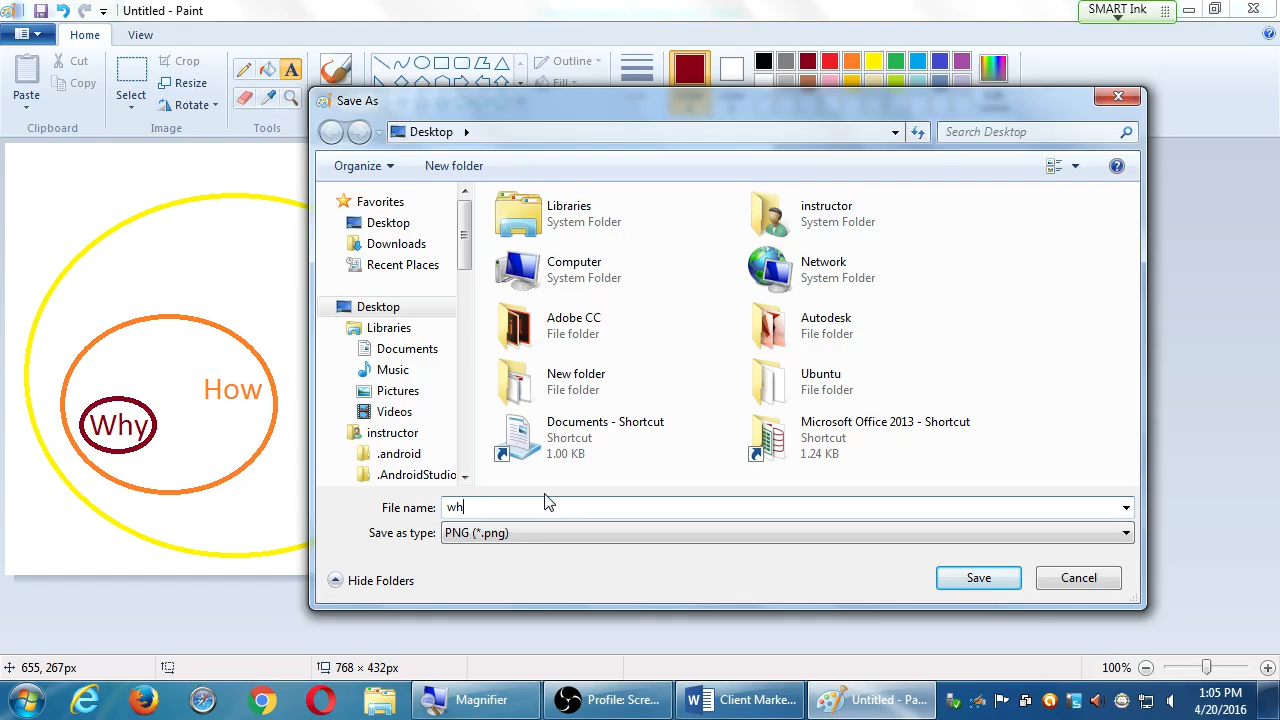 Untitled - Paint
SMART Ink
Home
View
Paste
Cut
Copy
Clipboard
Select
Crop
Resize
Rotate
Image
A
Tools
Outline
Fill
Save As
Desktop
Search Desktop
Organize
New folder
Favorites
Desktop
Downloads
Recent Places
Desktop
Libraries
Documents
Music
Pictures
Videos
instructor
.android
.AndroidStudio
Libraries
System Folder
instructor
System Folder
Computer
System Folder
Network
System Folder
Adobe CC
File folder
Autodesk
File folder
New folder
File folder
Ubuntu
File folder
Documents - Shortcut
Shortcut
1.00 KB
Microsoft Office 2013 - Shortcut
Shortcut
1.24 KB
File name: wh
Save as type: PNG (*.png)
Hide Folders
Save
Cancel
How
Why
655, 267px
768 × 432px
100%
Magnifier
Profile: Scre...
Client Marke...
Untitled - Pa...
1:05 PM
4/20/2016